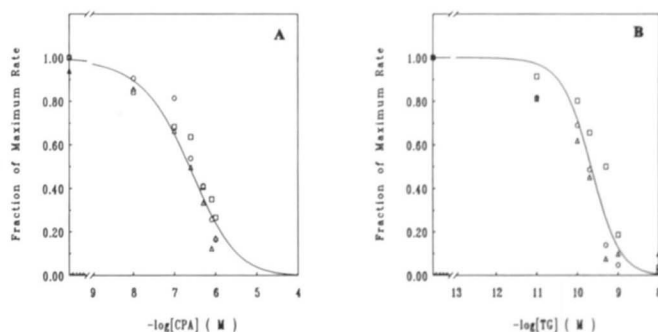 A
1.00
0.80
0.60
0.40
0.20
0.00
Fraction of Maximum Rate
9 8 7 6 5 4
-log[CPA] ( M )
B
1.00
0.80
0.60
0.40
0.20
0.00
Fraction of Maximum Rate
13 12 11 10 9 8
-log[TG] ( M )